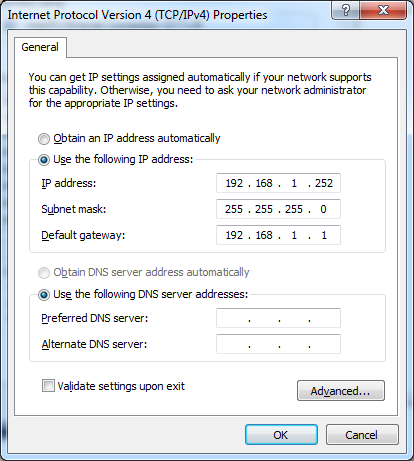 Internet Protocol Version 4 (TCP/IPv4) Properties
General
You can get IP settings assigned automatically if your network supports
this capability. Otherwise, you need to ask your network administrator
for the appropriate IP settings.
Obtain an IP address automatically
Use the following IP address:
IP address: 192 . 168 . 1 . 252
Subnet mask: 255 . 255 . 255 . 0
Default gateway: 192 . 168 . 1 . 1
Obtain DNS server address automatically
Use the following DNS server addresses:
Preferred DNS server: . . .
Alternate DNS server: . . .
Validate settings upon exit
Advanced...
OK Cancel